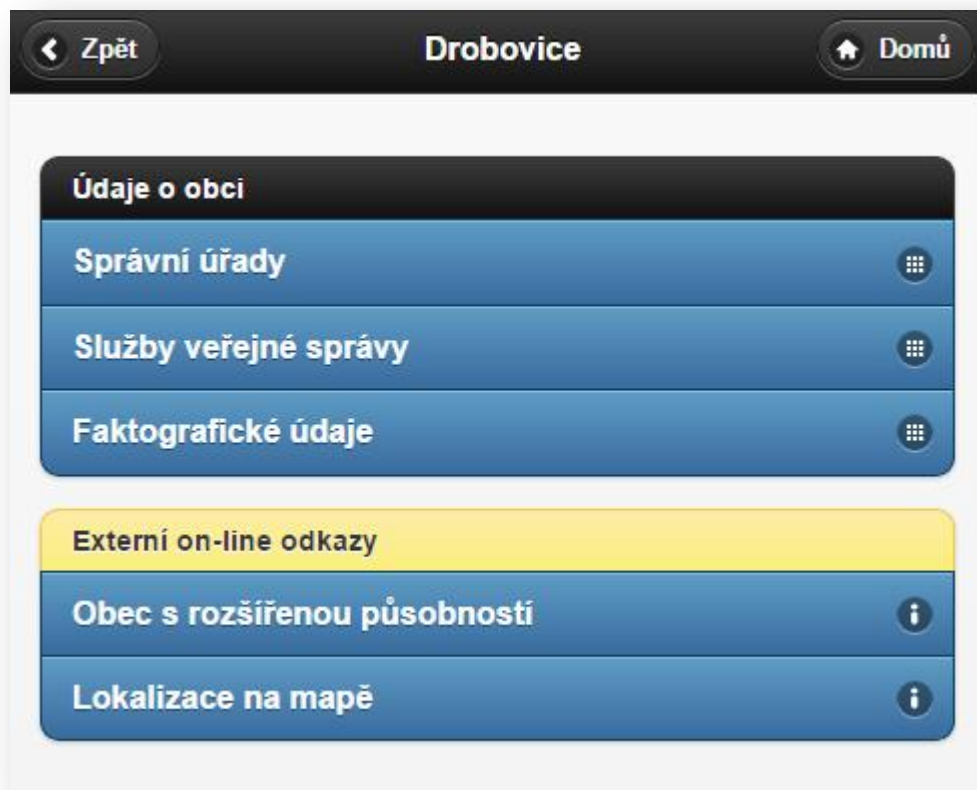 Zpět
Drobovice
Domů
Údaje o obci
Správní úřady
Služby veřejné správy
Faktografické údaje
Externí on-line odkazy
Obec s rozšířenou působností
Lokalizace na mapě